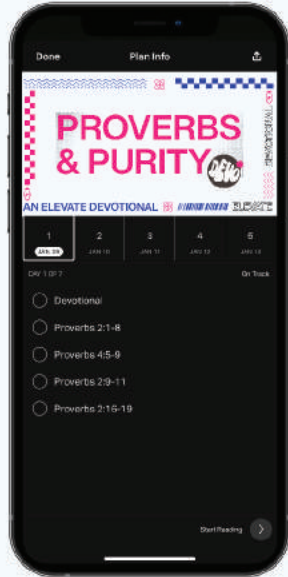 Done Plan Info
PROVERBS
& PURITY
AN ELEVATE DEVOTIONAL ELEVATE
1 2 3 4 5
JAN 10 JAN 11 JAN 12 JAN 13
DAY 1 OF 7 On Track
Devotional
Proverbs 2:1-8
Proverbs 4:5-9
Proverbs 2:9-11
Proverbs 2:16-19
Start Reading